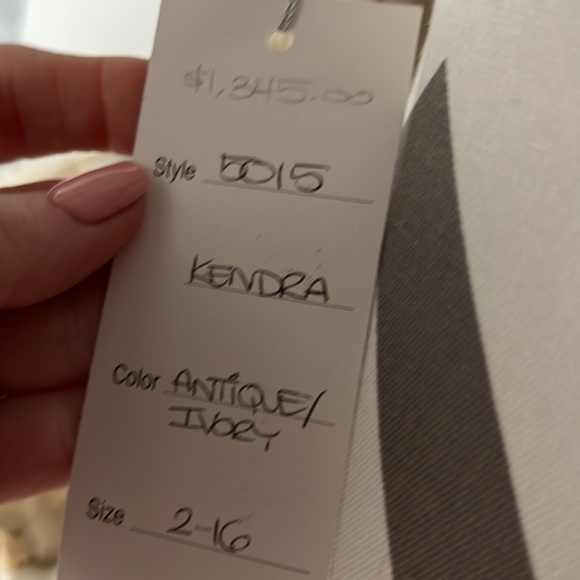 $1,345.00
Style 5015
KENDRA
Color ANTIQUE/
IVORY
Size 2-16